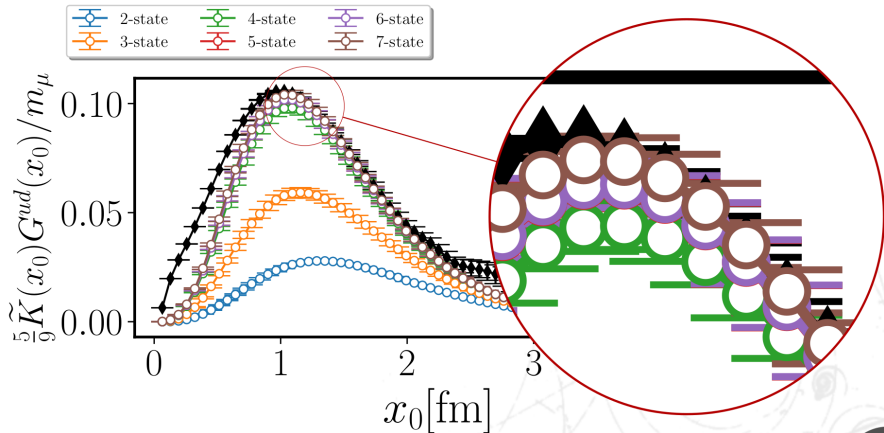 2-state 4-state 6-state
3-state 5-state 7-state
$\frac{5}{9}\widetilde{K}(x_0)G^{ud}(x_0)/m_\mu$
0.10
0.05
0.00
0 1 2 3
$x_0$[fm]